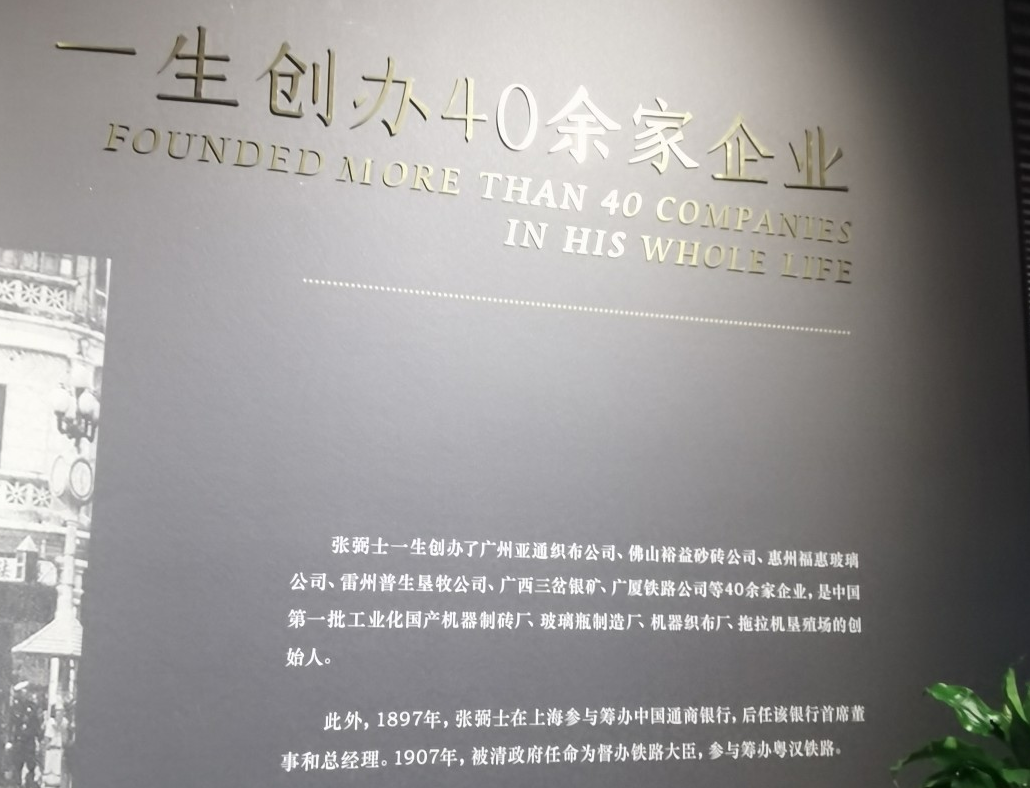 一生创办40余家企业
FOUNDED MORE THAN 40 COMPANIES
IN HIS WHOLE LIFE
张弼士一生创办了广州亚通织布公司、佛山裕益砂砖公司、惠州福惠玻璃
公司、雷州普生垦牧公司、广西三岔银矿、广厦铁路公司等40余家企业，是中国
第一批工业化国产机器制砖厂、玻璃瓶制造厂、机器织布厂、拖拉机垦殖场的创
始人。
此外，1897年，张弼士在上海参与筹办中国通商银行，后任该银行首席董
事和总经理。1907年，被清政府任命为督办铁路大臣，参与筹办粤汉铁路。